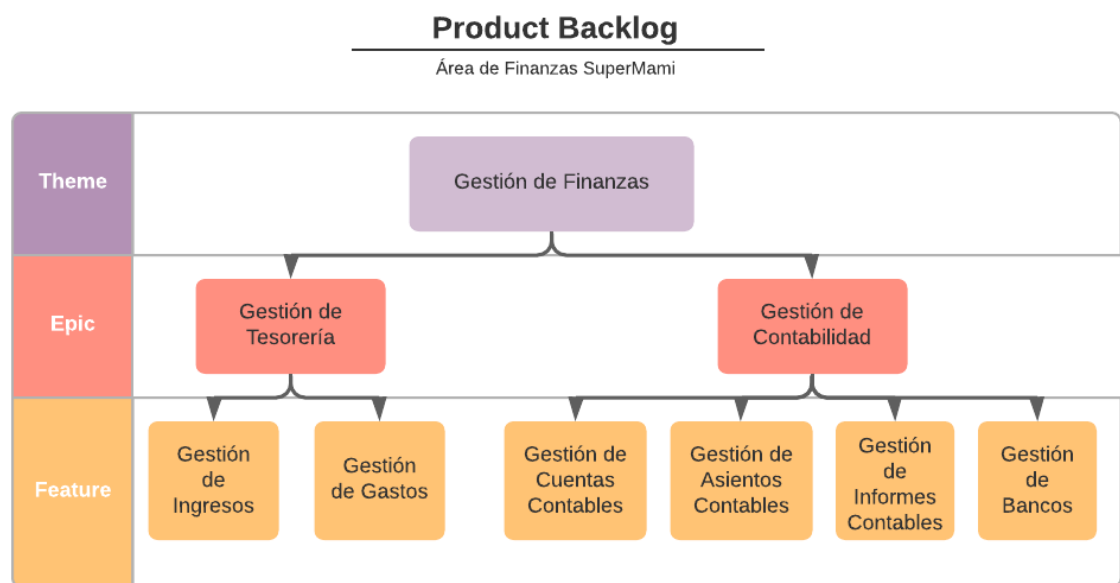 Product Backlog
Área de Finanzas SuperMami
Theme
Gestión de Finanzas
Epic
Gestión de
Tesorería
Gestión de
Contabilidad
Feature
Gestión
de
Ingresos
Gestión
de Gastos
Gestión de
Cuentas
Contables
Gestión de
Asientos
Contables
Gestión
de
Informes
Contables
Gestión
de
Bancos